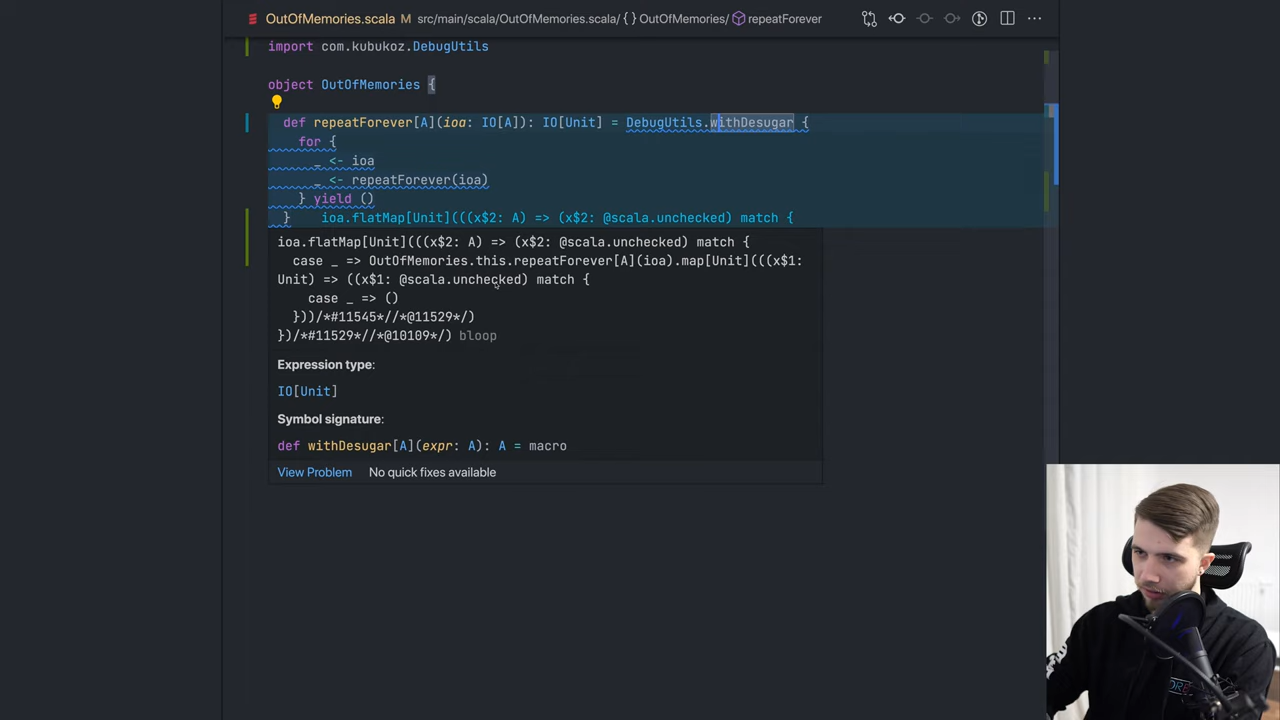 OutOfMemories.scala M src/main/scala/OutOfMemories.scala/ {} OutOfMemories/ repeatForever
import com.kubukoz.DebugUtils
object OutOfMemories {
def repeatForever[A](ioa: IO[A]): IO[Unit] = DebugUtils.withDesugar {
for {
_ <- ioa
_ <- repeatForever(ioa)
} yield ()
} ioa.flatMap[Unit](((x$2: A) => (x$2: @scala.unchecked) match {
ioa.flatMap[Unit](((x$2: A) => (x$2: @scala.unchecked) match {
case _ => OutOfMemories.this.repeatForever[A](ioa).map[Unit](((x$1:
Unit) => ((x$1: @scala.unchecked) match {
case _ => ()
}))/*#11545*//*@11529*/)
})/*#11529*//*@10109*/) bloop
Expression type:
IO[Unit]
Symbol signature:
def withDesugar[A](expr: A): A = macro
View Problem No quick fixes available